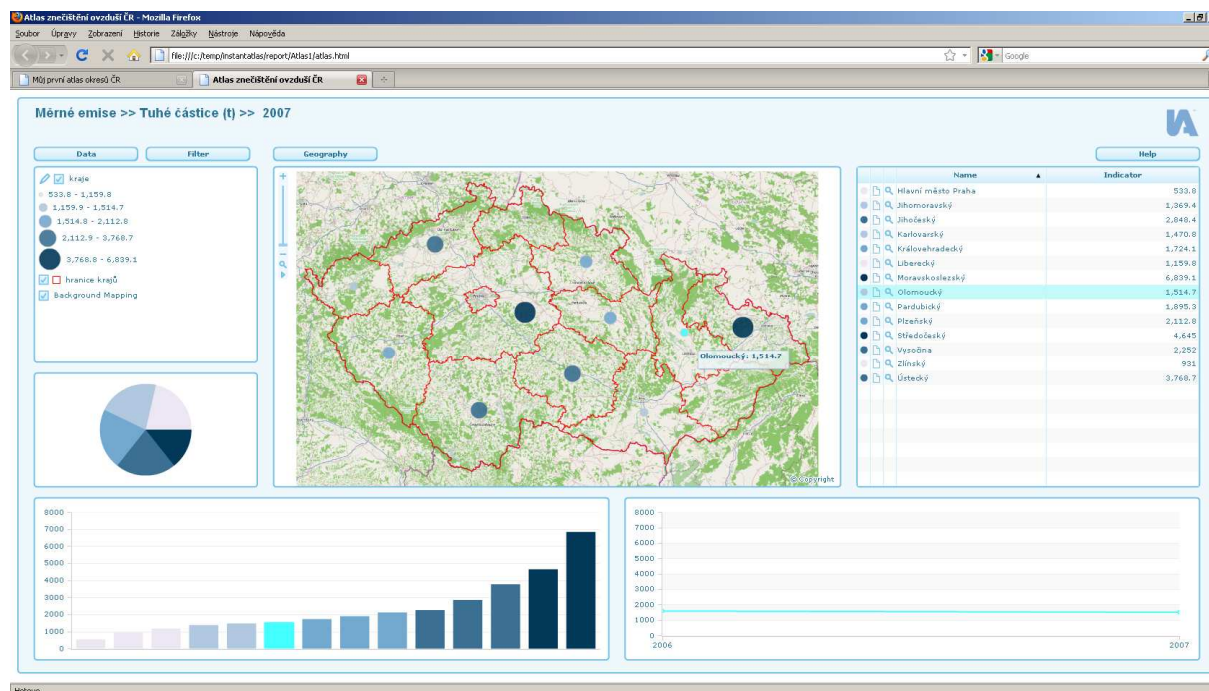 Atlas znečištění ovzduší ČR - Mozilla Firefox
Soubor Úpravy Zobrazení Historie Záložky Nástroje Nápověda
file:///c:/temp/instantatlas/report/Atlas1/atlas.html
Google
Můj první atlas okresů ČR
Atlas znečištění ovzduší ČR
Měrné emise >> Tuhé částice (t) >> 2007
IA
Data Filter Geography Help
kraje
533.8 - 1,159.8
1,159.9 - 1,514.7
1,514.8 - 2,112.8
2,112.9 - 3,768.7
3,768.8 - 6,839.1
hranice krajů
Background Mapping
Olomoucký: 1,514.7
© Copyright
Name Indicator
Hlavní město Praha 533.8
Jihomoravský 1,369.4
Jihočeský 2,848.4
Karlovarský 1,470.8
Královehradecký 1,724.1
Liberecký 1,159.8
Moravskoslezský 6,839.1
Olomoucký 1,514.7
Pardubický 1,895.3
Plzeňský 2,112.8
Středočeský 4,645
Vysočina 2,252
Zlínský 931
Ústecký 3,768.7
8000
7000
6000
5000
4000
3000
2000
1000
0
8000
7000
6000
5000
4000
3000
2000
1000
0
2006 2007